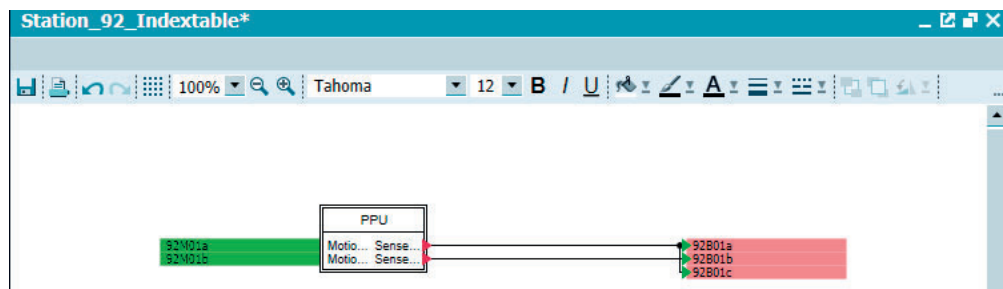 Station_92_Indextable*
100% Tahoma 12 B I U A ...
PPU
92M01a Motio... Sense... 92B01a
92M01b Motio... Sense... 92B01b
92B01c